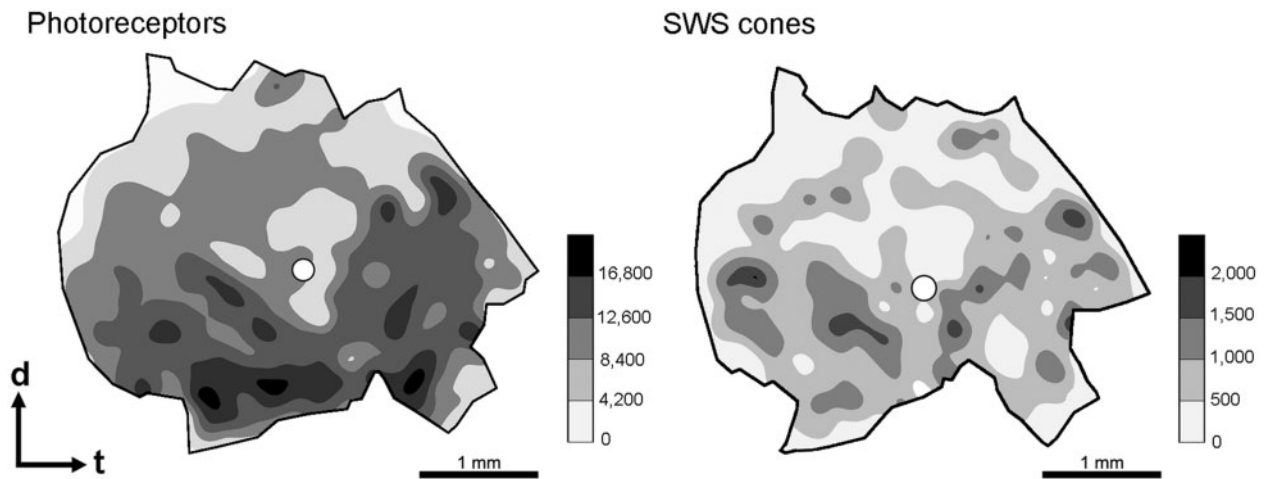 Photoreceptors
SWS cones
16,800
12,600
8,400
4,200
0
2,000
1,500
1,000
500
0
d
t
1 mm
1 mm